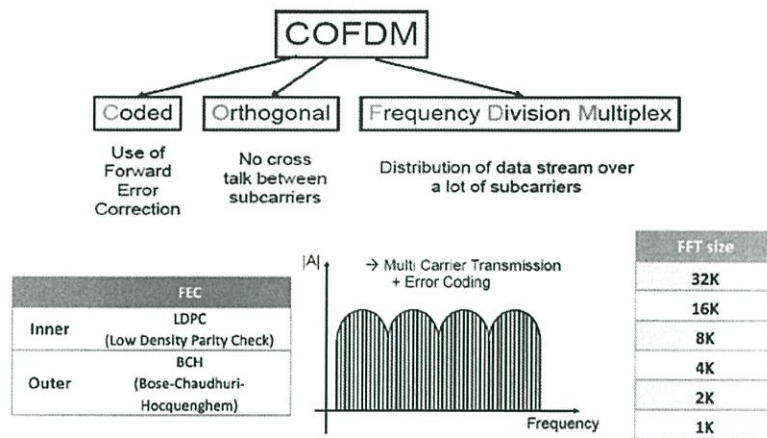 COFDM
Coded
Use of
Forward
Error
Correction
Orthogonal
No cross
talk between
subcarriers
Frequency Division Multiplex
Distribution of data stream over
a lot of subcarriers
FEC
Inner
LDPC
(Low Density Parity Check)
Outer
BCH
(Bose-Chaudhuri-
Hocquenghem)
|A|
→ Multi Carrier Transmission
+ Error Coding
Frequency
FFT size
32K
16K
8K
4K
2K
1K